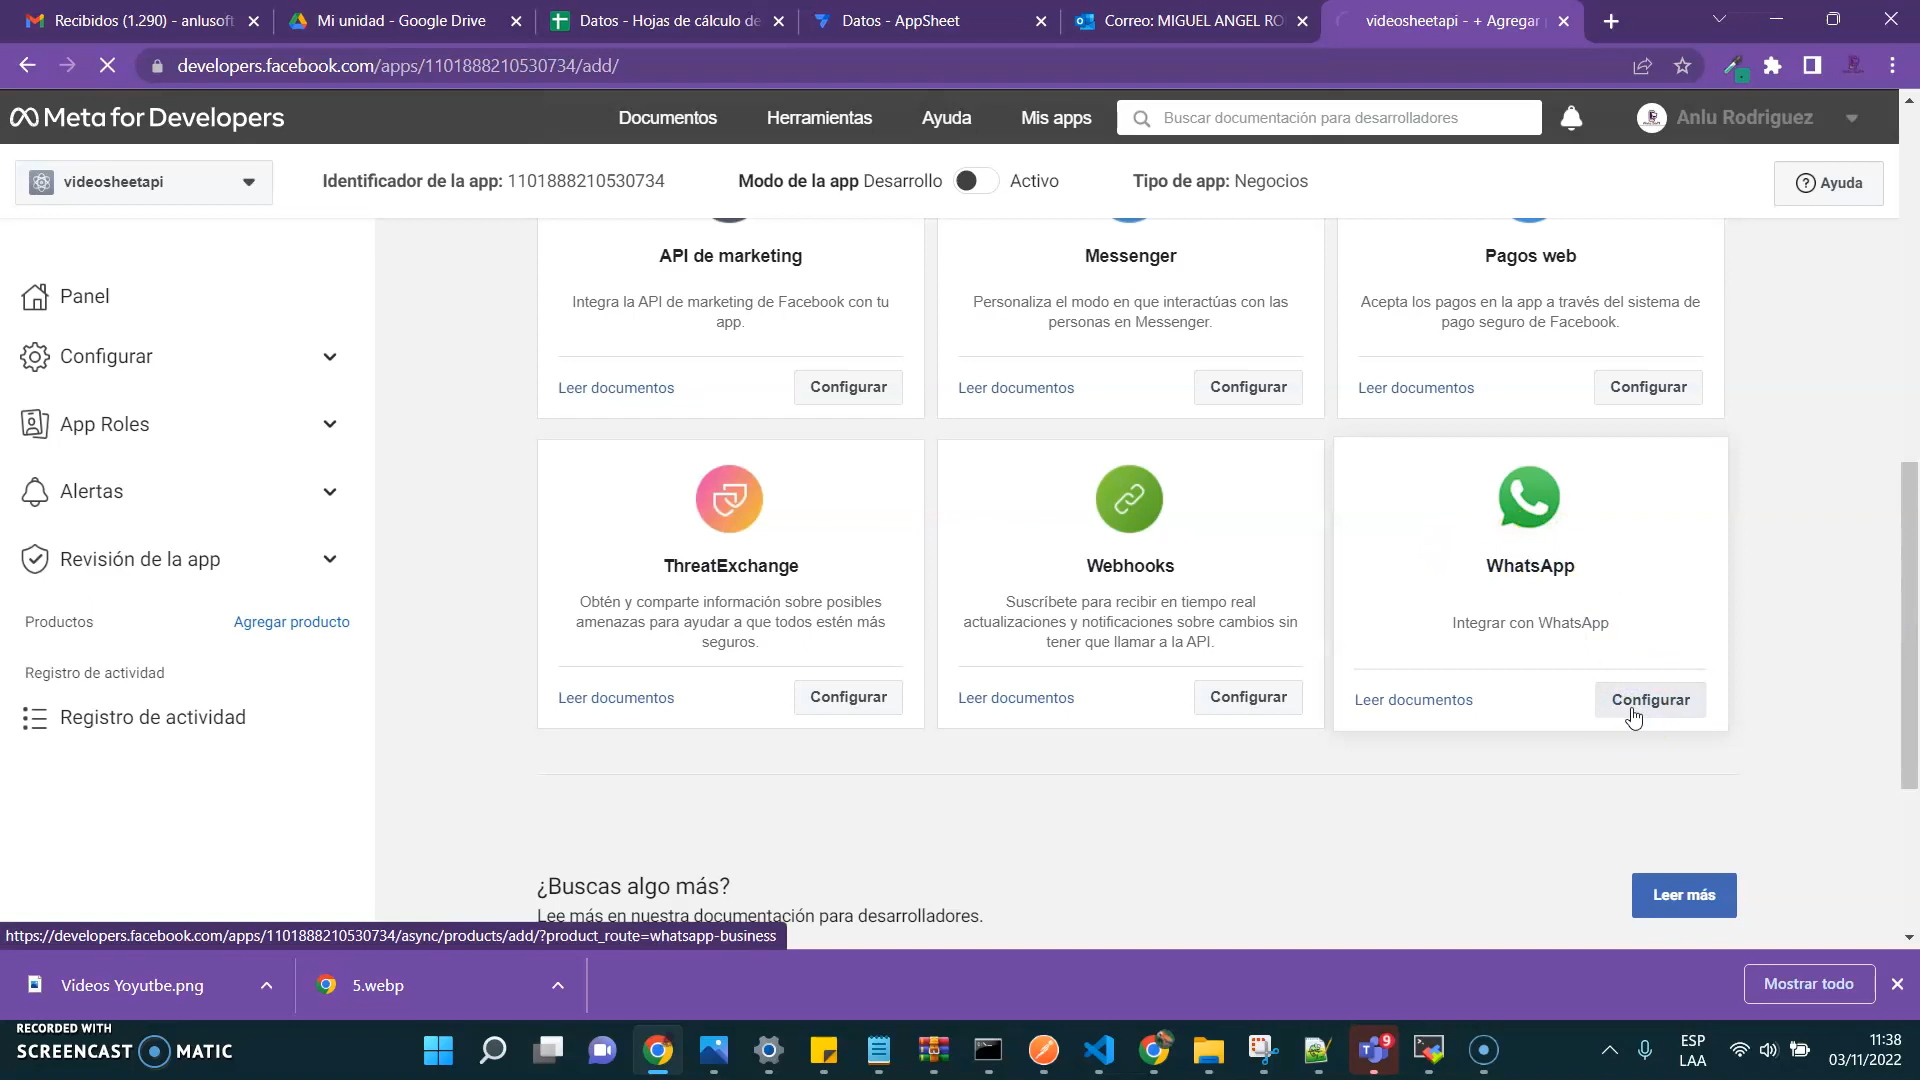 Recibidos (1.290) - anlusoft
Mi unidad - Google Drive
Datos - Hojas de cálculo de
Datos - AppSheet
Correo: MIGUEL ANGEL RO
videosheetapi - + Agregar
developers.facebook.com/apps/1101888210530734/add/
Meta for Developers
Documentos
Herramientas
Ayuda
Mis apps
Buscar documentación para desarrolladores
Anlu Rodriguez
videosheetapi
Identificador de la app: 1101888210530734
Modo de la app Desarrollo
Activo
Tipo de app: Negocios
Ayuda
Panel
Configurar
App Roles
Alertas
Revisión de la app
Productos
Agregar producto
Registro de actividad
Registro de actividad
API de marketing
Integra la API de marketing de Facebook con tu
app.
Leer documentos
Configurar
Messenger
Personaliza el modo en que interactúas con las
personas en Messenger.
Leer documentos
Configurar
Pagos web
Acepta los pagos en la app a través del sistema de
pago seguro de Facebook.
Leer documentos
Configurar
ThreatExchange
Obtén y comparte información sobre posibles
amenazas para ayudar a que todos estén más
seguros.
Leer documentos
Configurar
Webhooks
Suscríbete para recibir en tiempo real
actualizaciones y notificaciones sobre cambios sin
tener que llamar a la API.
Leer documentos
Configurar
WhatsApp
Integrar con WhatsApp
Leer documentos
Configurar
¿Buscas algo más?
Lee más en nuestra documentación para desarrolladores.
Leer más
https://developers.facebook.com/apps/1101888210530734/async/products/add/?product_route=whatsapp-business
Videos Yoyutbe.png
5.webp
Mostrar todo
RECORDED WITH
SCREENCAST MATIC
9
ESP
LAA
11:38
03/11/2022